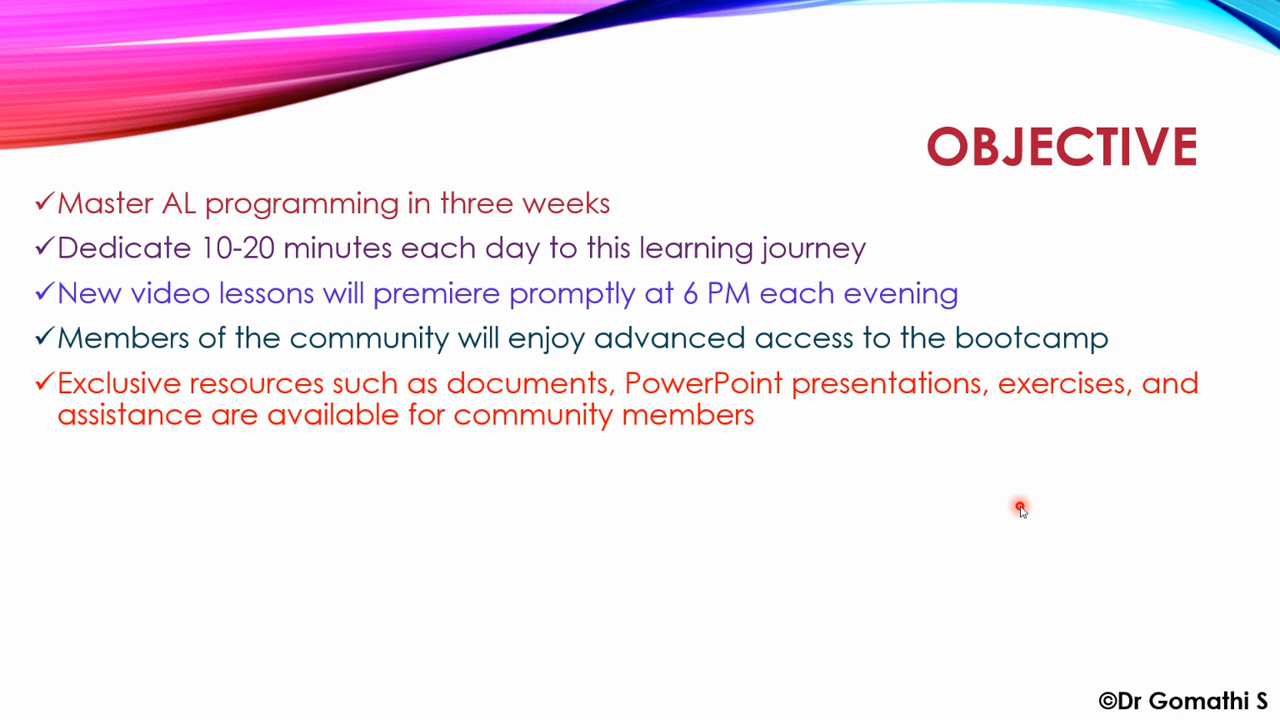 OBJECTIVE
✓Master AL programming in three weeks
✓Dedicate 10-20 minutes each day to this learning journey
✓New video lessons will premiere promptly at 6 PM each evening
✓Members of the community will enjoy advanced access to the bootcamp
✓Exclusive resources such as documents, PowerPoint presentations, exercises, and
assistance are available for community members
©Dr Gomathi S